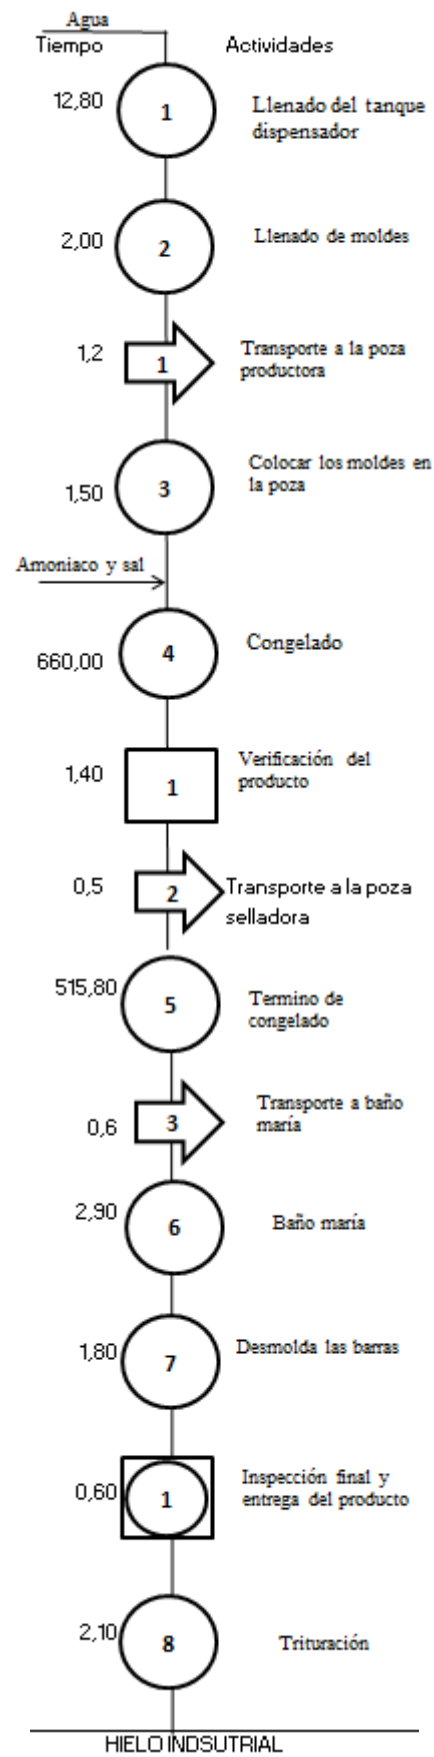 Agua
Tiempo Actividades
12,80 1 Llenado del tanque
dispensador
2,00 2 Llenado de moldes
1,2 1 Transporte a la poza
productora
1,50 3 Colocar los moldes en
la poza
Amoniaco y sal
660,00 4 Congelado
1,40 1 Verificación del
producto
0,5 2 Transporte a la poza
selladora
515,80 5 Termino de
congelado
0,6 3 Transporte a baño
maría
2,90 6 Baño maría
1,80 7 Desmolda las barras
0,60 1 Inspección final y
entrega del producto
2,10 8 Trituración
HIELO INDSUTRIAL